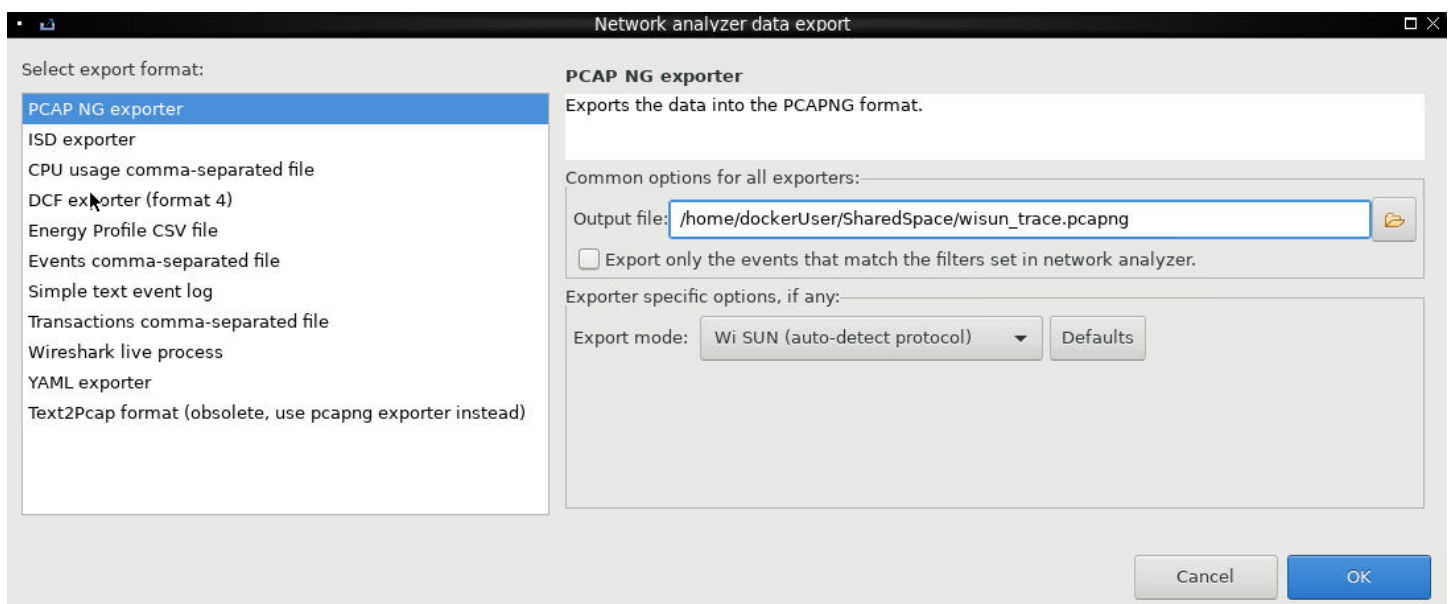 Network analyzer data export
Select export format:
PCAP NG exporter
ISD exporter
CPU usage comma-separated file
DCF exporter (format 4)
Energy Profile CSV file
Events comma-separated file
Simple text event log
Transactions comma-separated file
Wireshark live process
YAML exporter
Text2Pcap format (obsolete, use pcapng exporter instead)
PCAP NG exporter
Exports the data into the PCAPNG format.
Common options for all exporters:
Output file: /home/dockerUser/SharedSpace/wisun_trace.pcapng
Export only the events that match the filters set in network analyzer.
Exporter specific options, if any:
Export mode: Wi SUN (auto-detect protocol) Defaults
Cancel OK